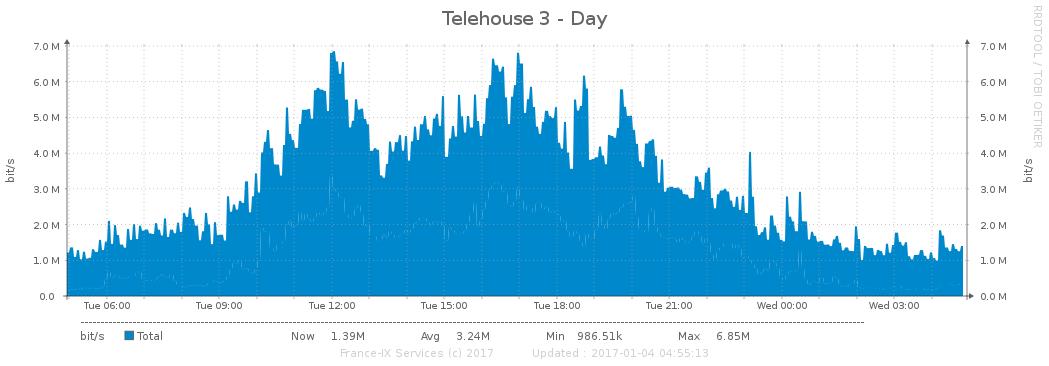 Telehouse 3 - Day
RRDTOOL / TOBI OETIKER
bit/s
7.0 M 7.0 M
6.0 M 6.0 M
5.0 M 5.0 M
4.0 M 4.0 M
3.0 M 3.0 M
2.0 M 2.0 M
1.0 M 1.0 M
0.0 0.0 M
bit/s
Tue 06:00 Tue 09:00 Tue 12:00 Tue 15:00 Tue 18:00 Tue 21:00 Wed 00:00 Wed 03:00
bit/s Total Now 1.39M Avg 3.24M Min 986.51k Max 6.85M
France-IX Services (c) 2017 Updated : 2017-01-04 04:55:13